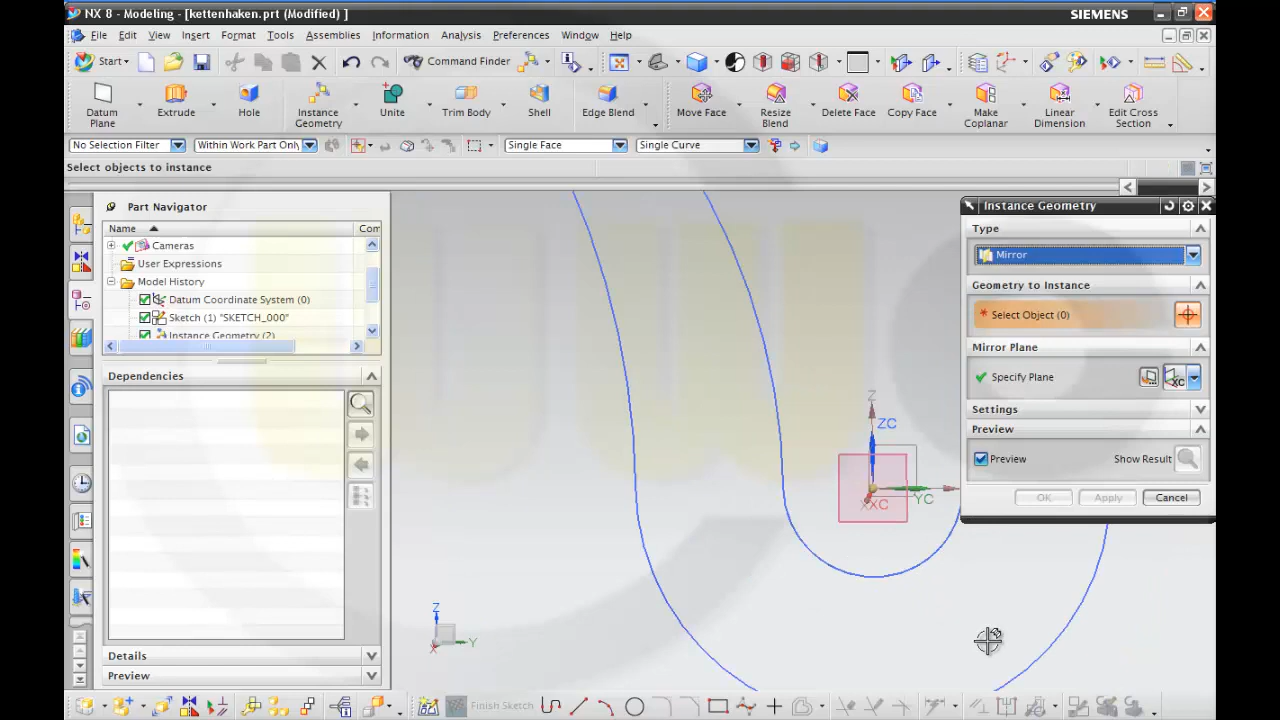 NX 8 - Modeling - [kettenhaken.prt (Modified) ]
SIEMENS
File Edit View Insert Format Tools Assemblies Information Analysis Preferences Window Help
Start Command Finder
Datum Plane Extrude Hole Instance Geometry Unite Trim Body Shell Edge Blend Move Face Resize Blend Delete Face Copy Face Make Coplanar Linear Dimension Edit Cross Section
No Selection Filter Within Work Part Only Single Face Single Curve
Select objects to instance
Part Navigator
Name Com
Cameras
User Expressions
Model History
Datum Coordinate System (0)
Sketch (1) "SKETCH_000"
Instance Geometry (2)
Dependencies
Details
Preview
Instance Geometry
Type
Mirror
Geometry to Instance
* Select Object (0)
Mirror Plane
Specify Plane
XC
Settings
Preview
Preview Show Result
OK Apply Cancel
Z
ZC
YC
XXC
Z
Y
X
Finish Sketch